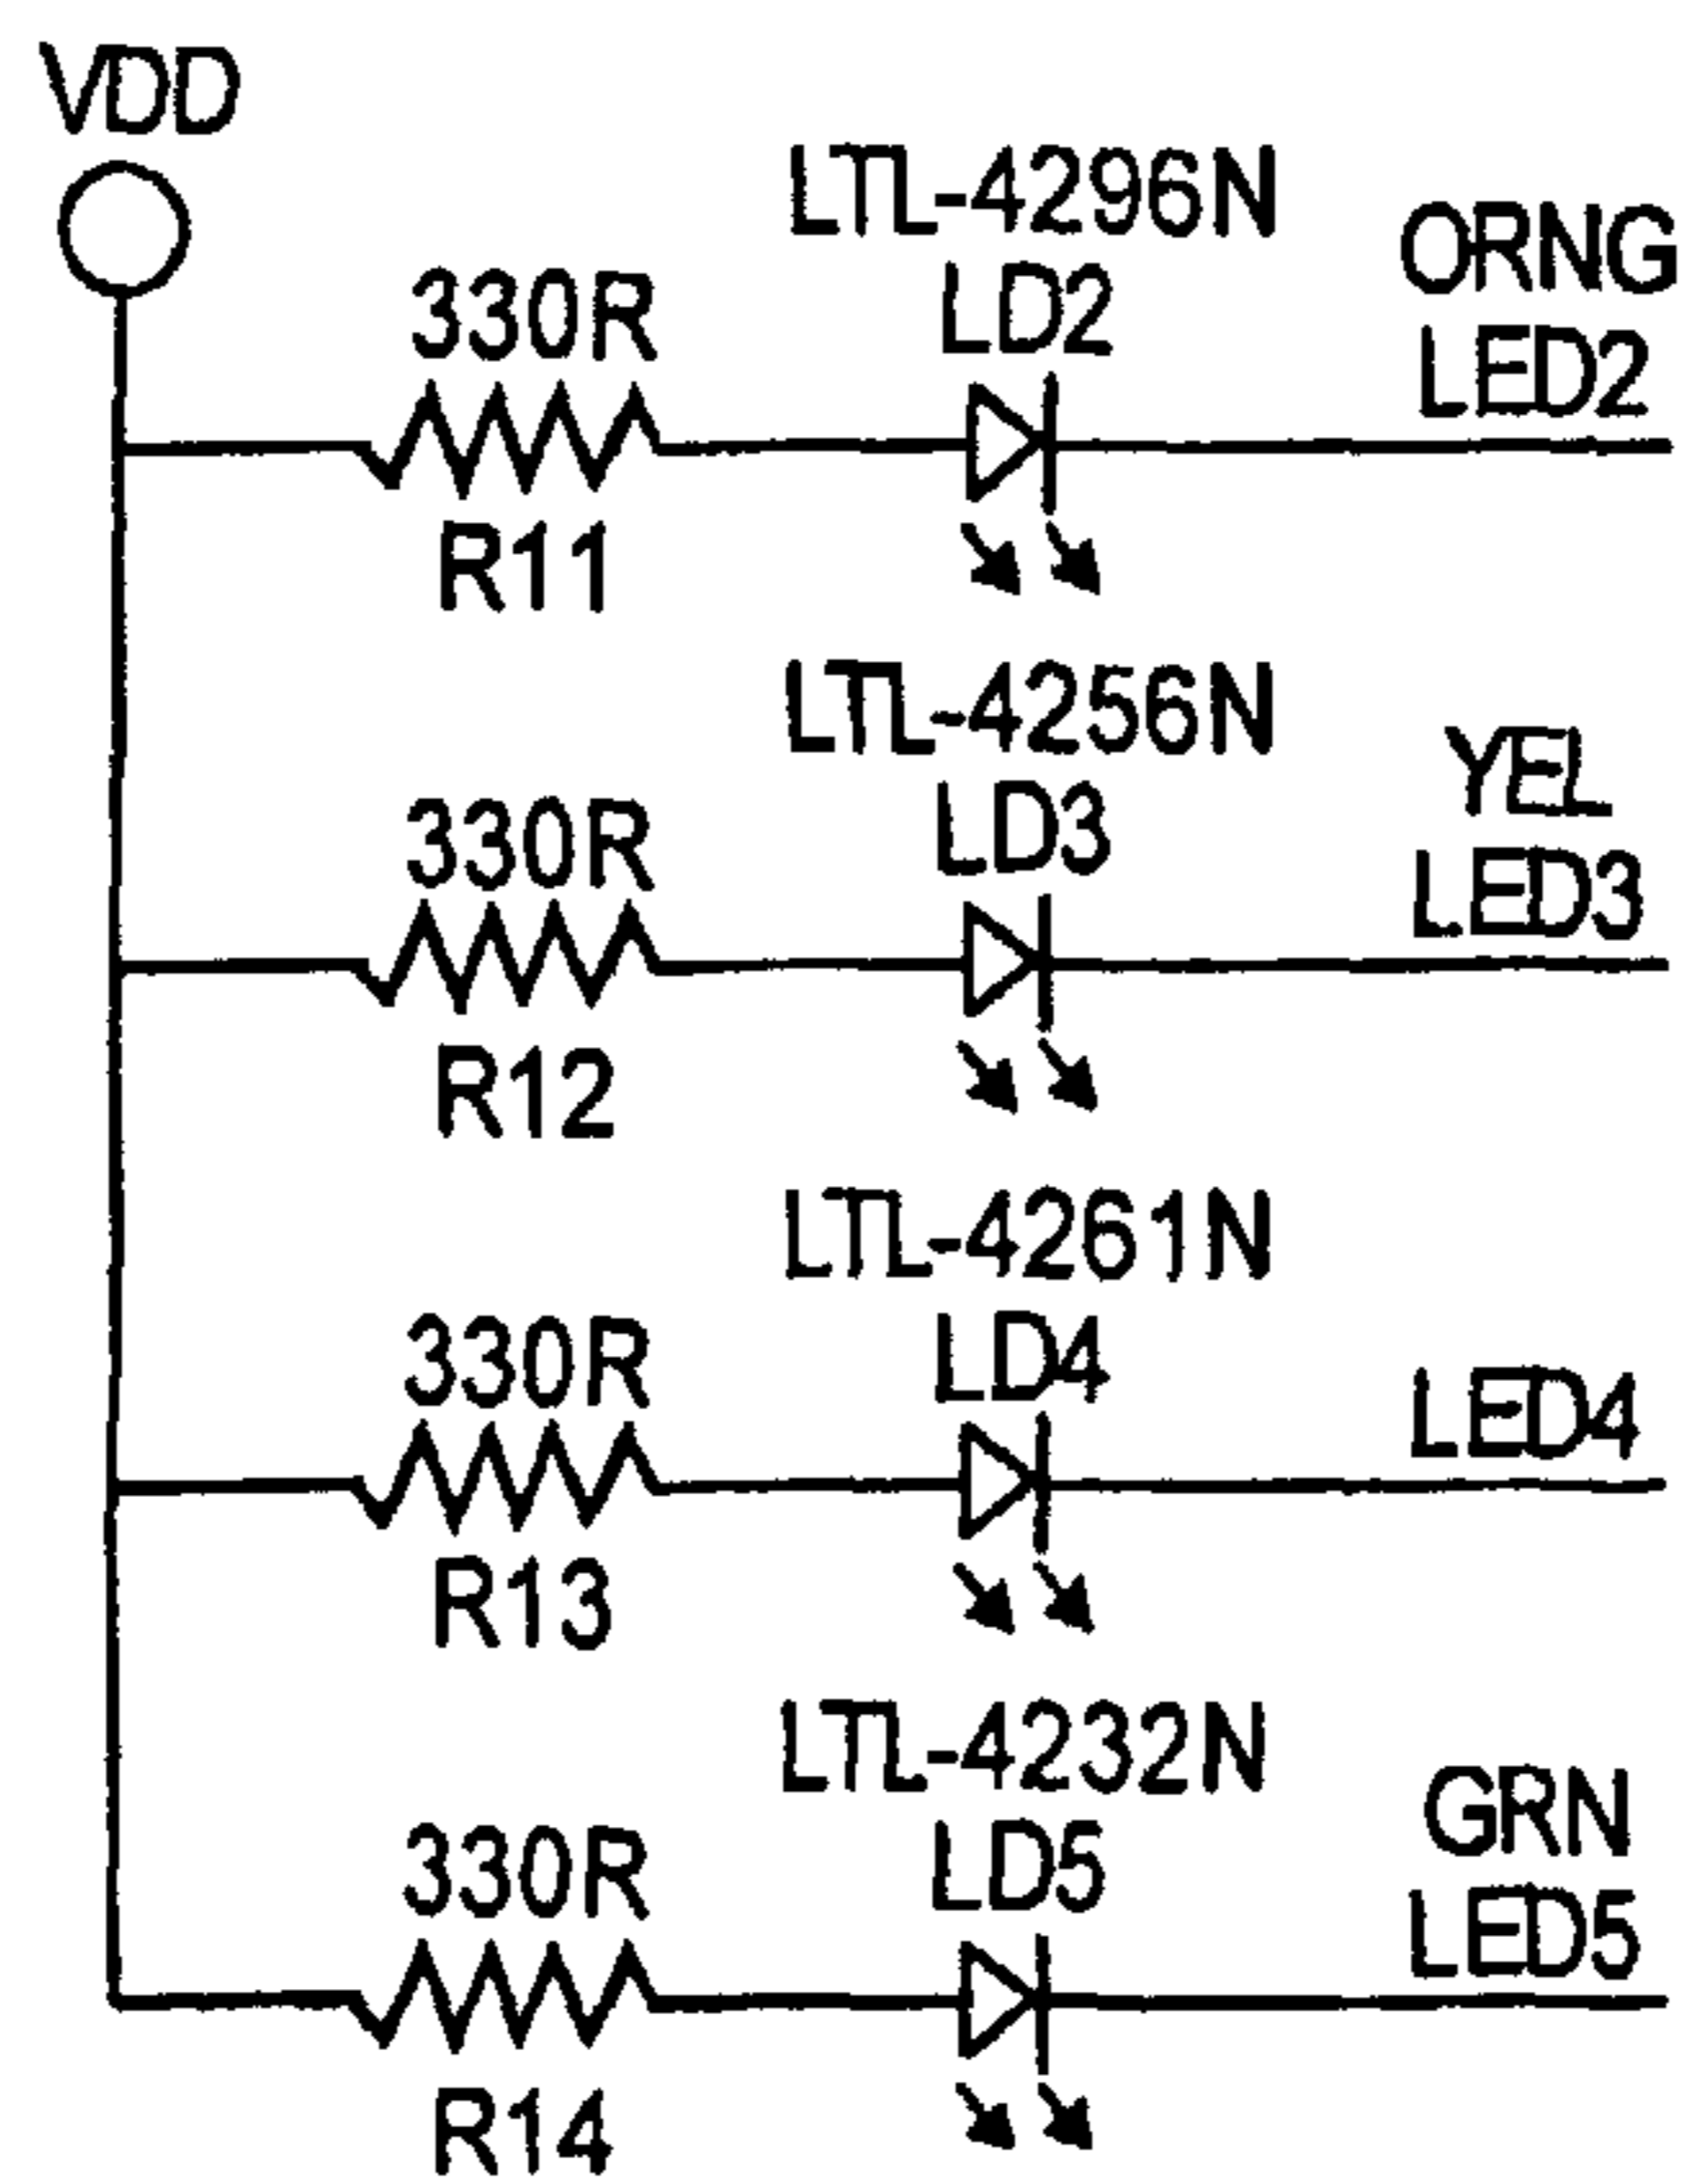 VDD
LTL-4296N
ORNG
330R
LD2
LED2
R11
LTL-4256N
YEL
330R
LD3
LED3
R12
LTL-4261N
330R
LD4
LED4
R13
LTL-4232N
GRN
330R
LD5
LED5
R14